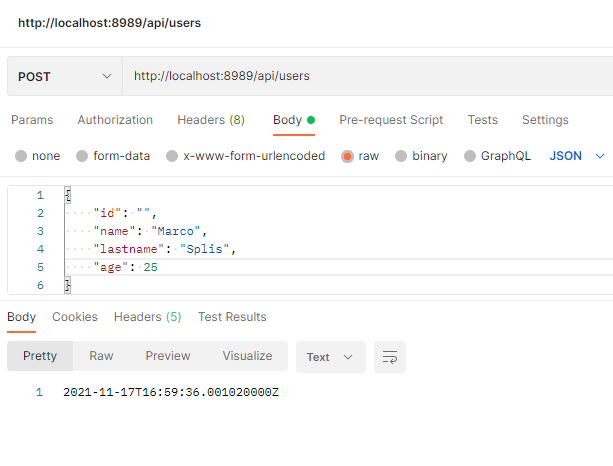 http://localhost:8989/api/users
POST http://localhost:8989/api/users
Params Authorization Headers (8) Body Pre-request Script Tests Settings
none form-data x-www-form-urlencoded raw binary GraphQL JSON
1 {
2 "id": "",
3 "name": "Marco",
4 "lastname": "Splis",
5 "age": 25
6 }
Body Cookies Headers (5) Test Results
Pretty Raw Preview Visualize Text
1 2021-11-17T16:59:36.001020000Z